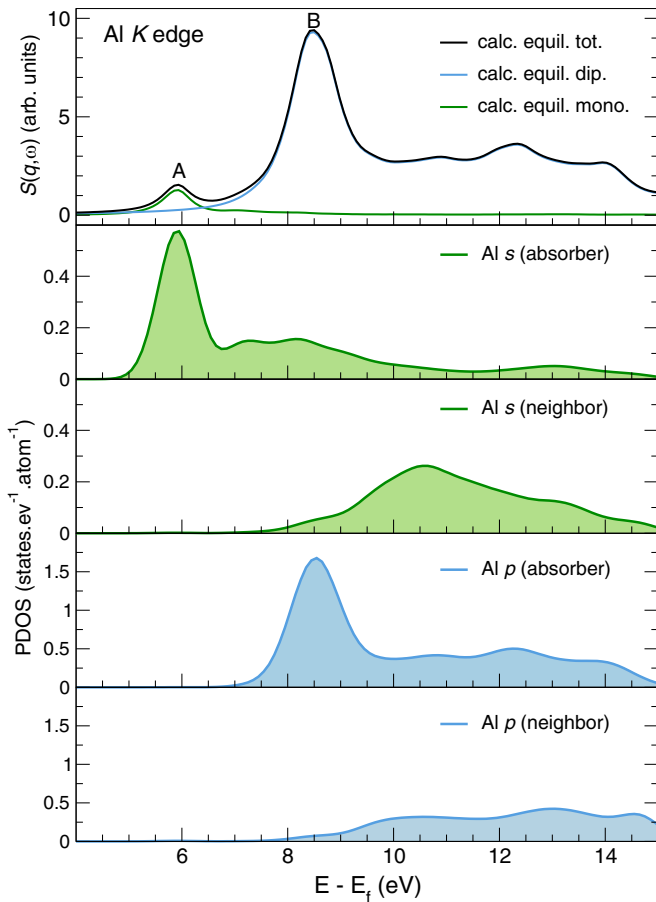 Al K edge
A
B
calc. equil. tot.
calc. equil. dip.
calc. equil. mono.
S(q,ω) (arb. units)
10
5
0
Al s (absorber)
0.4
0.2
0
Al s (neighbor)
0.4
0.2
0
PDOS (states.ev⁻¹.atom⁻¹)
Al p (absorber)
1.5
1
0.5
0
Al p (neighbor)
1.5
1
0.5
0
6 8 10 12 14
E - E_f (eV)